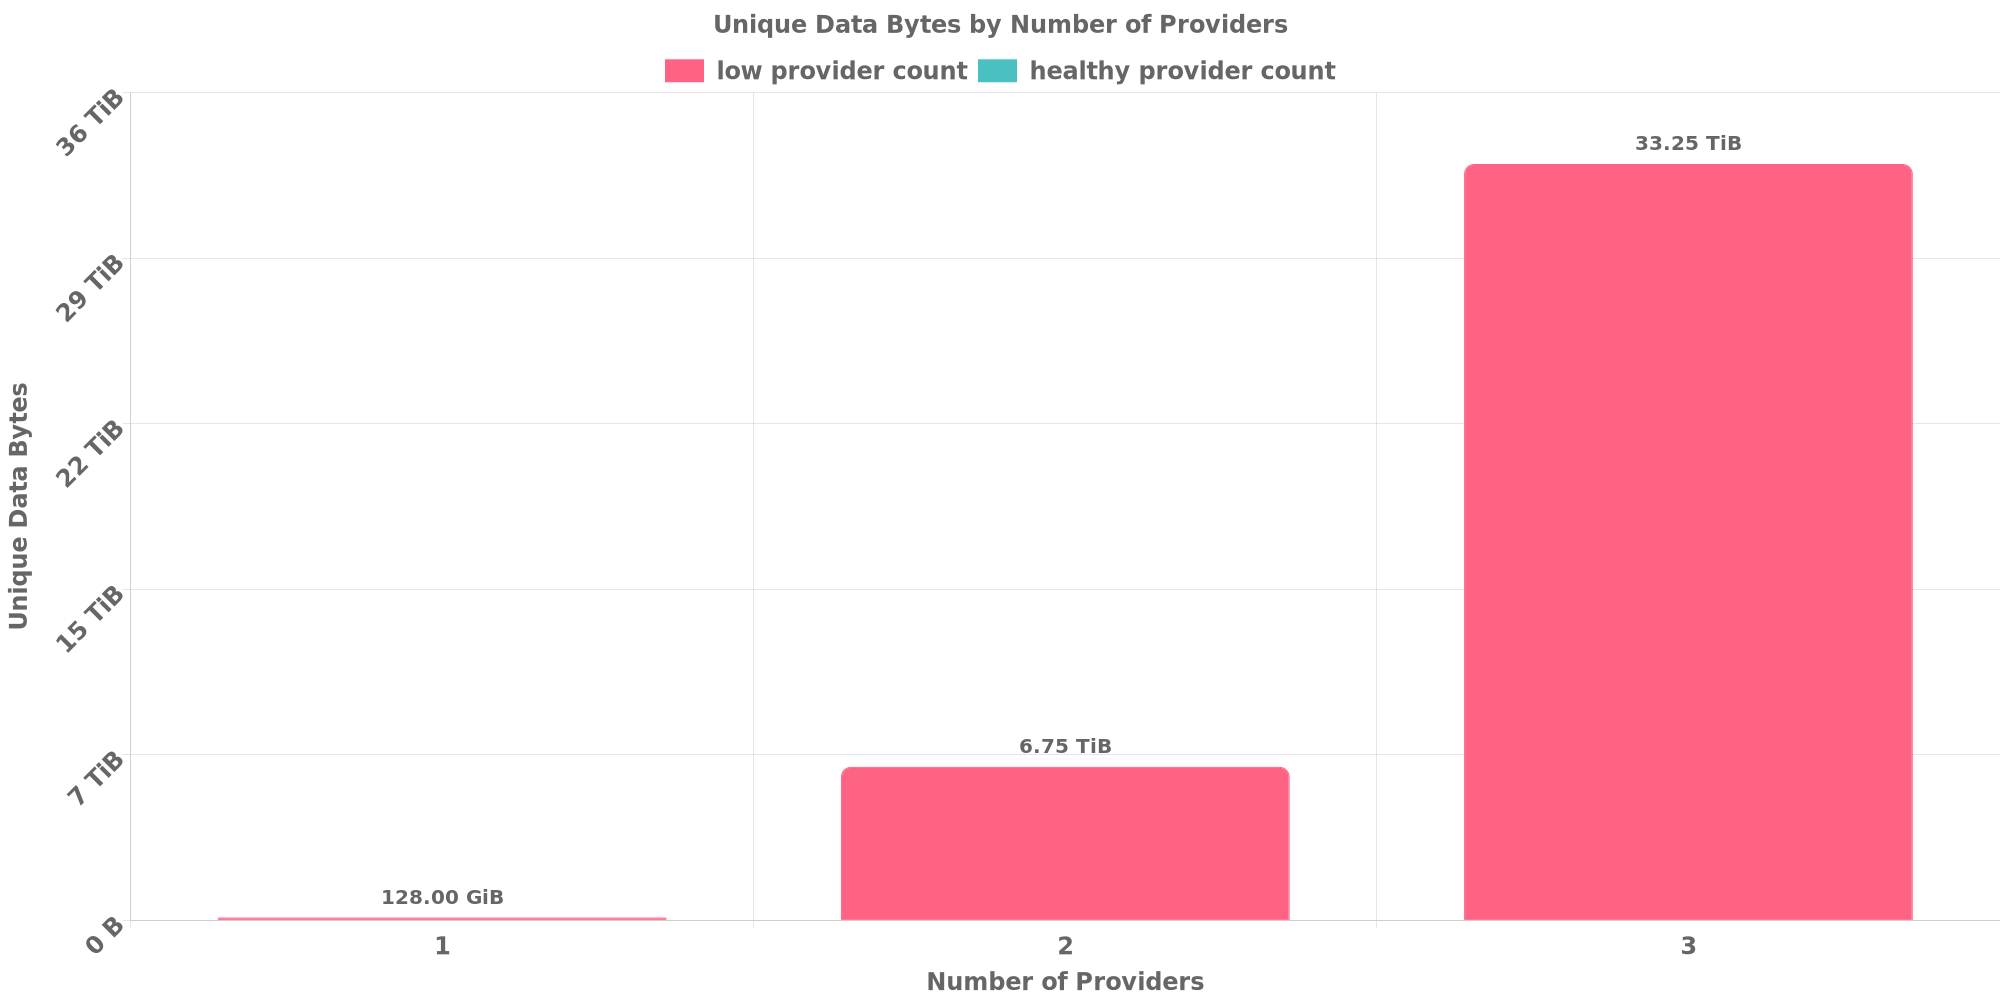 Unique Data Bytes by Number of Providers
low provider count healthy provider count
36 TiB
29 TiB
22 TiB
15 TiB
7 TiB
0 B
Unique Data Bytes
128.00 GiB
6.75 TiB
33.25 TiB
1 2 3
Number of Providers